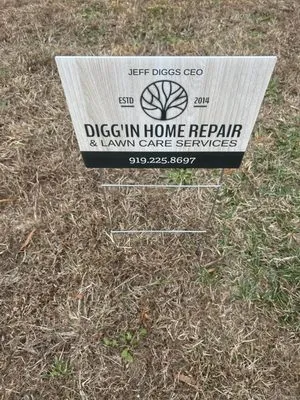 JEFF DIGGS CEO
ESTD 2014
DIGG'IN HOME REPAIR
& LAWN CARE SERVICES
919.225.8697